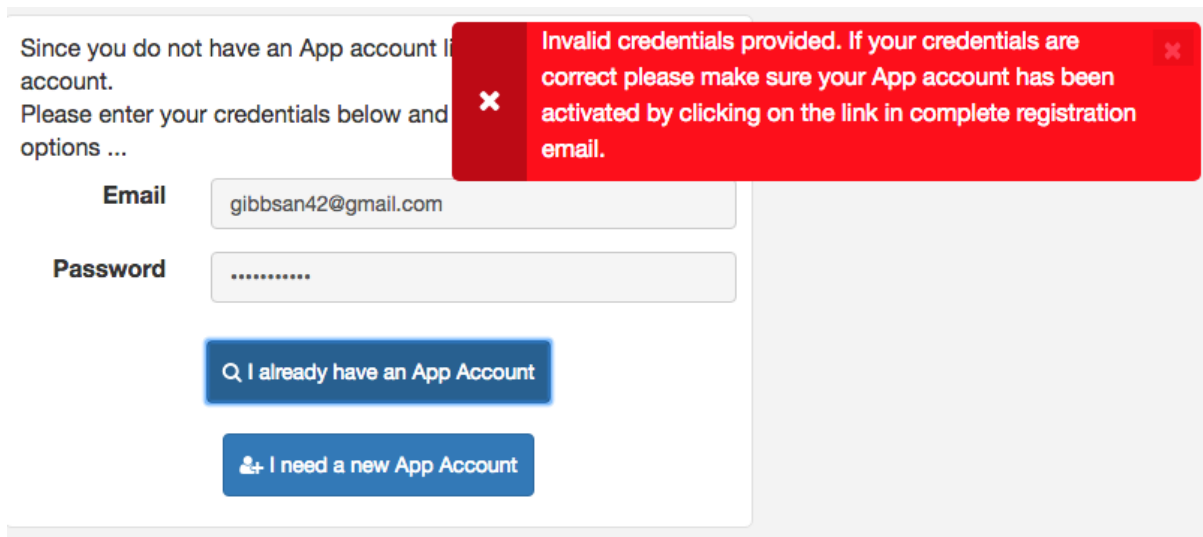 Since you do not have an App account li
account.
Please enter your credentials below and
options ...
Invalid credentials provided. If your credentials are
correct please make sure your App account has been
activated by clicking on the link in complete registration
email.
Email
gibbsan42@gmail.com
Password
•••••••••••
I already have an App Account
I need a new App Account